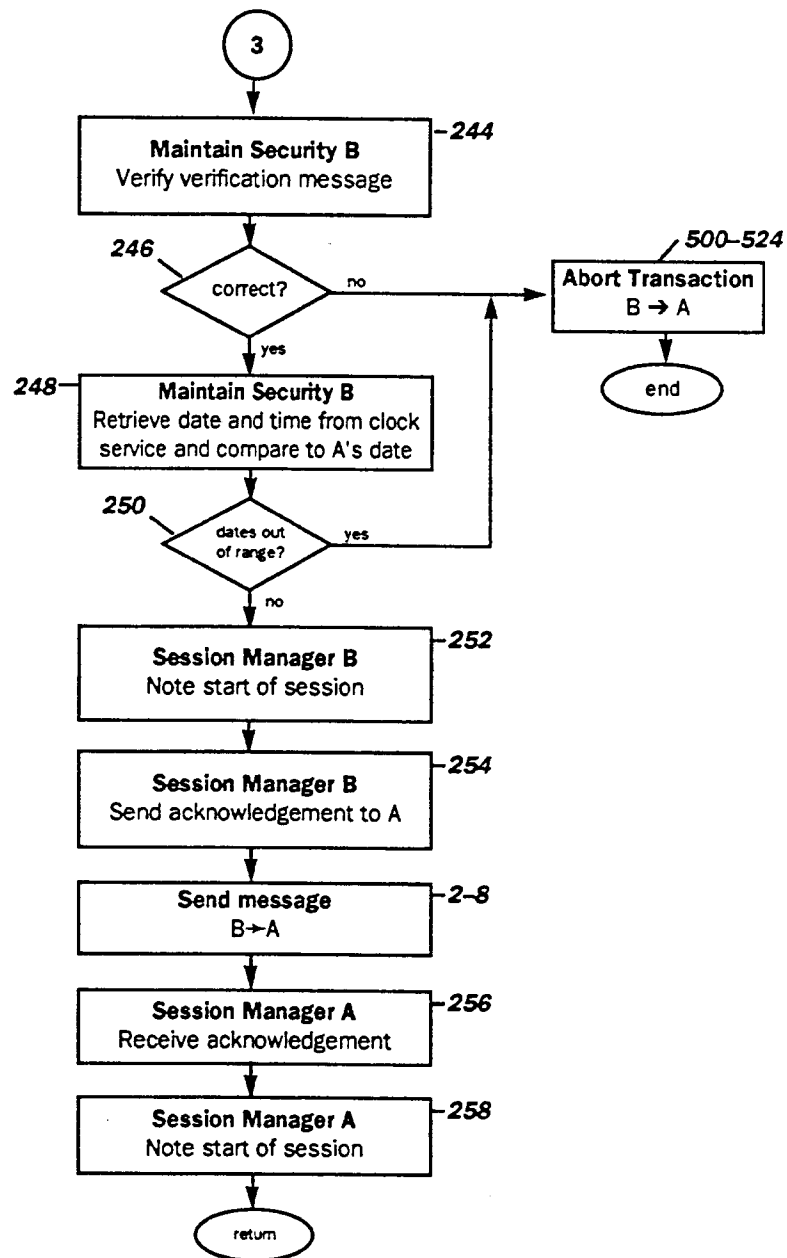 3
Maintain Security B
Verify verification message
244
246
correct?
no
yes
500–524
Abort Transaction
B → A
end
248
Maintain Security B
Retrieve date and time from clock
service and compare to A's date
250
dates out
of range?
yes
no
Session Manager B
Note start of session
252
Session Manager B
Send acknowledgement to A
254
Send message
B→A
2–8
Session Manager A
Receive acknowledgement
256
Session Manager A
Note start of session
258
return